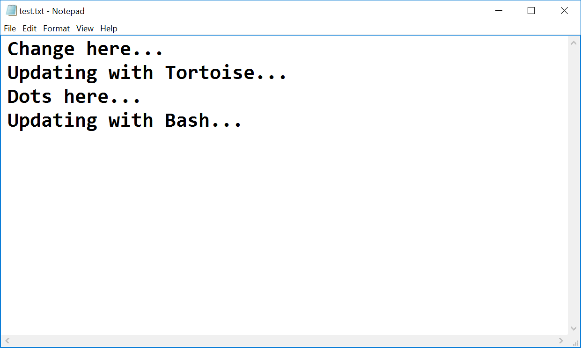 test.txt - Notepad
File Edit Format View Help
Change here...
Updating with Tortoise...
Dots here...
Updating with Bash...